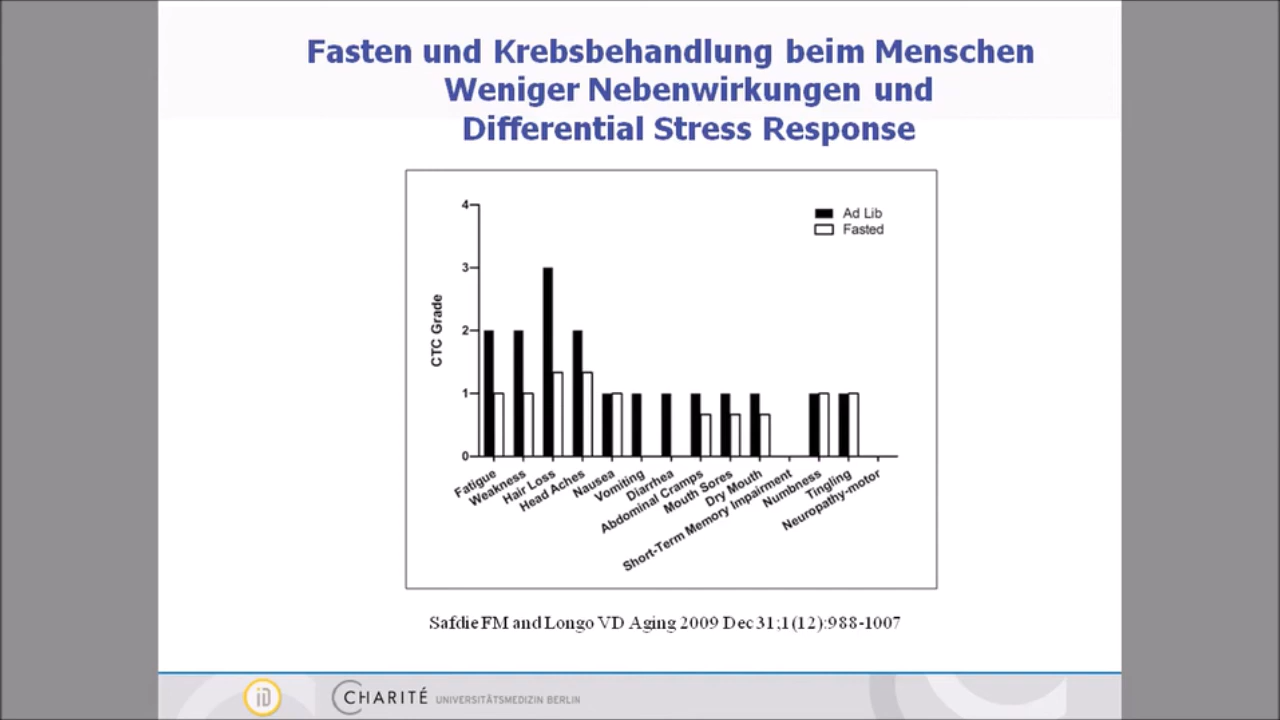 Fasten und Krebsbehandlung beim Menschen
Weniger Nebenwirkungen und
Differential Stress Response
Ad Lib
Fasted
4
3
2
1
0
CTC Grade
Fatigue
Weakness
Hair Loss
Head Aches
Nausea
Vomiting
Diarrhea
Abdominal Cramps
Mouth Sores
Dry Mouth
Short-Term Memory Impairment
Numbness
Tingling
Neuropathy-motor
Safdie FM and Longo VD Aging 2009 Dec 31;1(12):988-1007
iD
CHARITÉ UNIVERSITÄTSMEDIZIN BERLIN